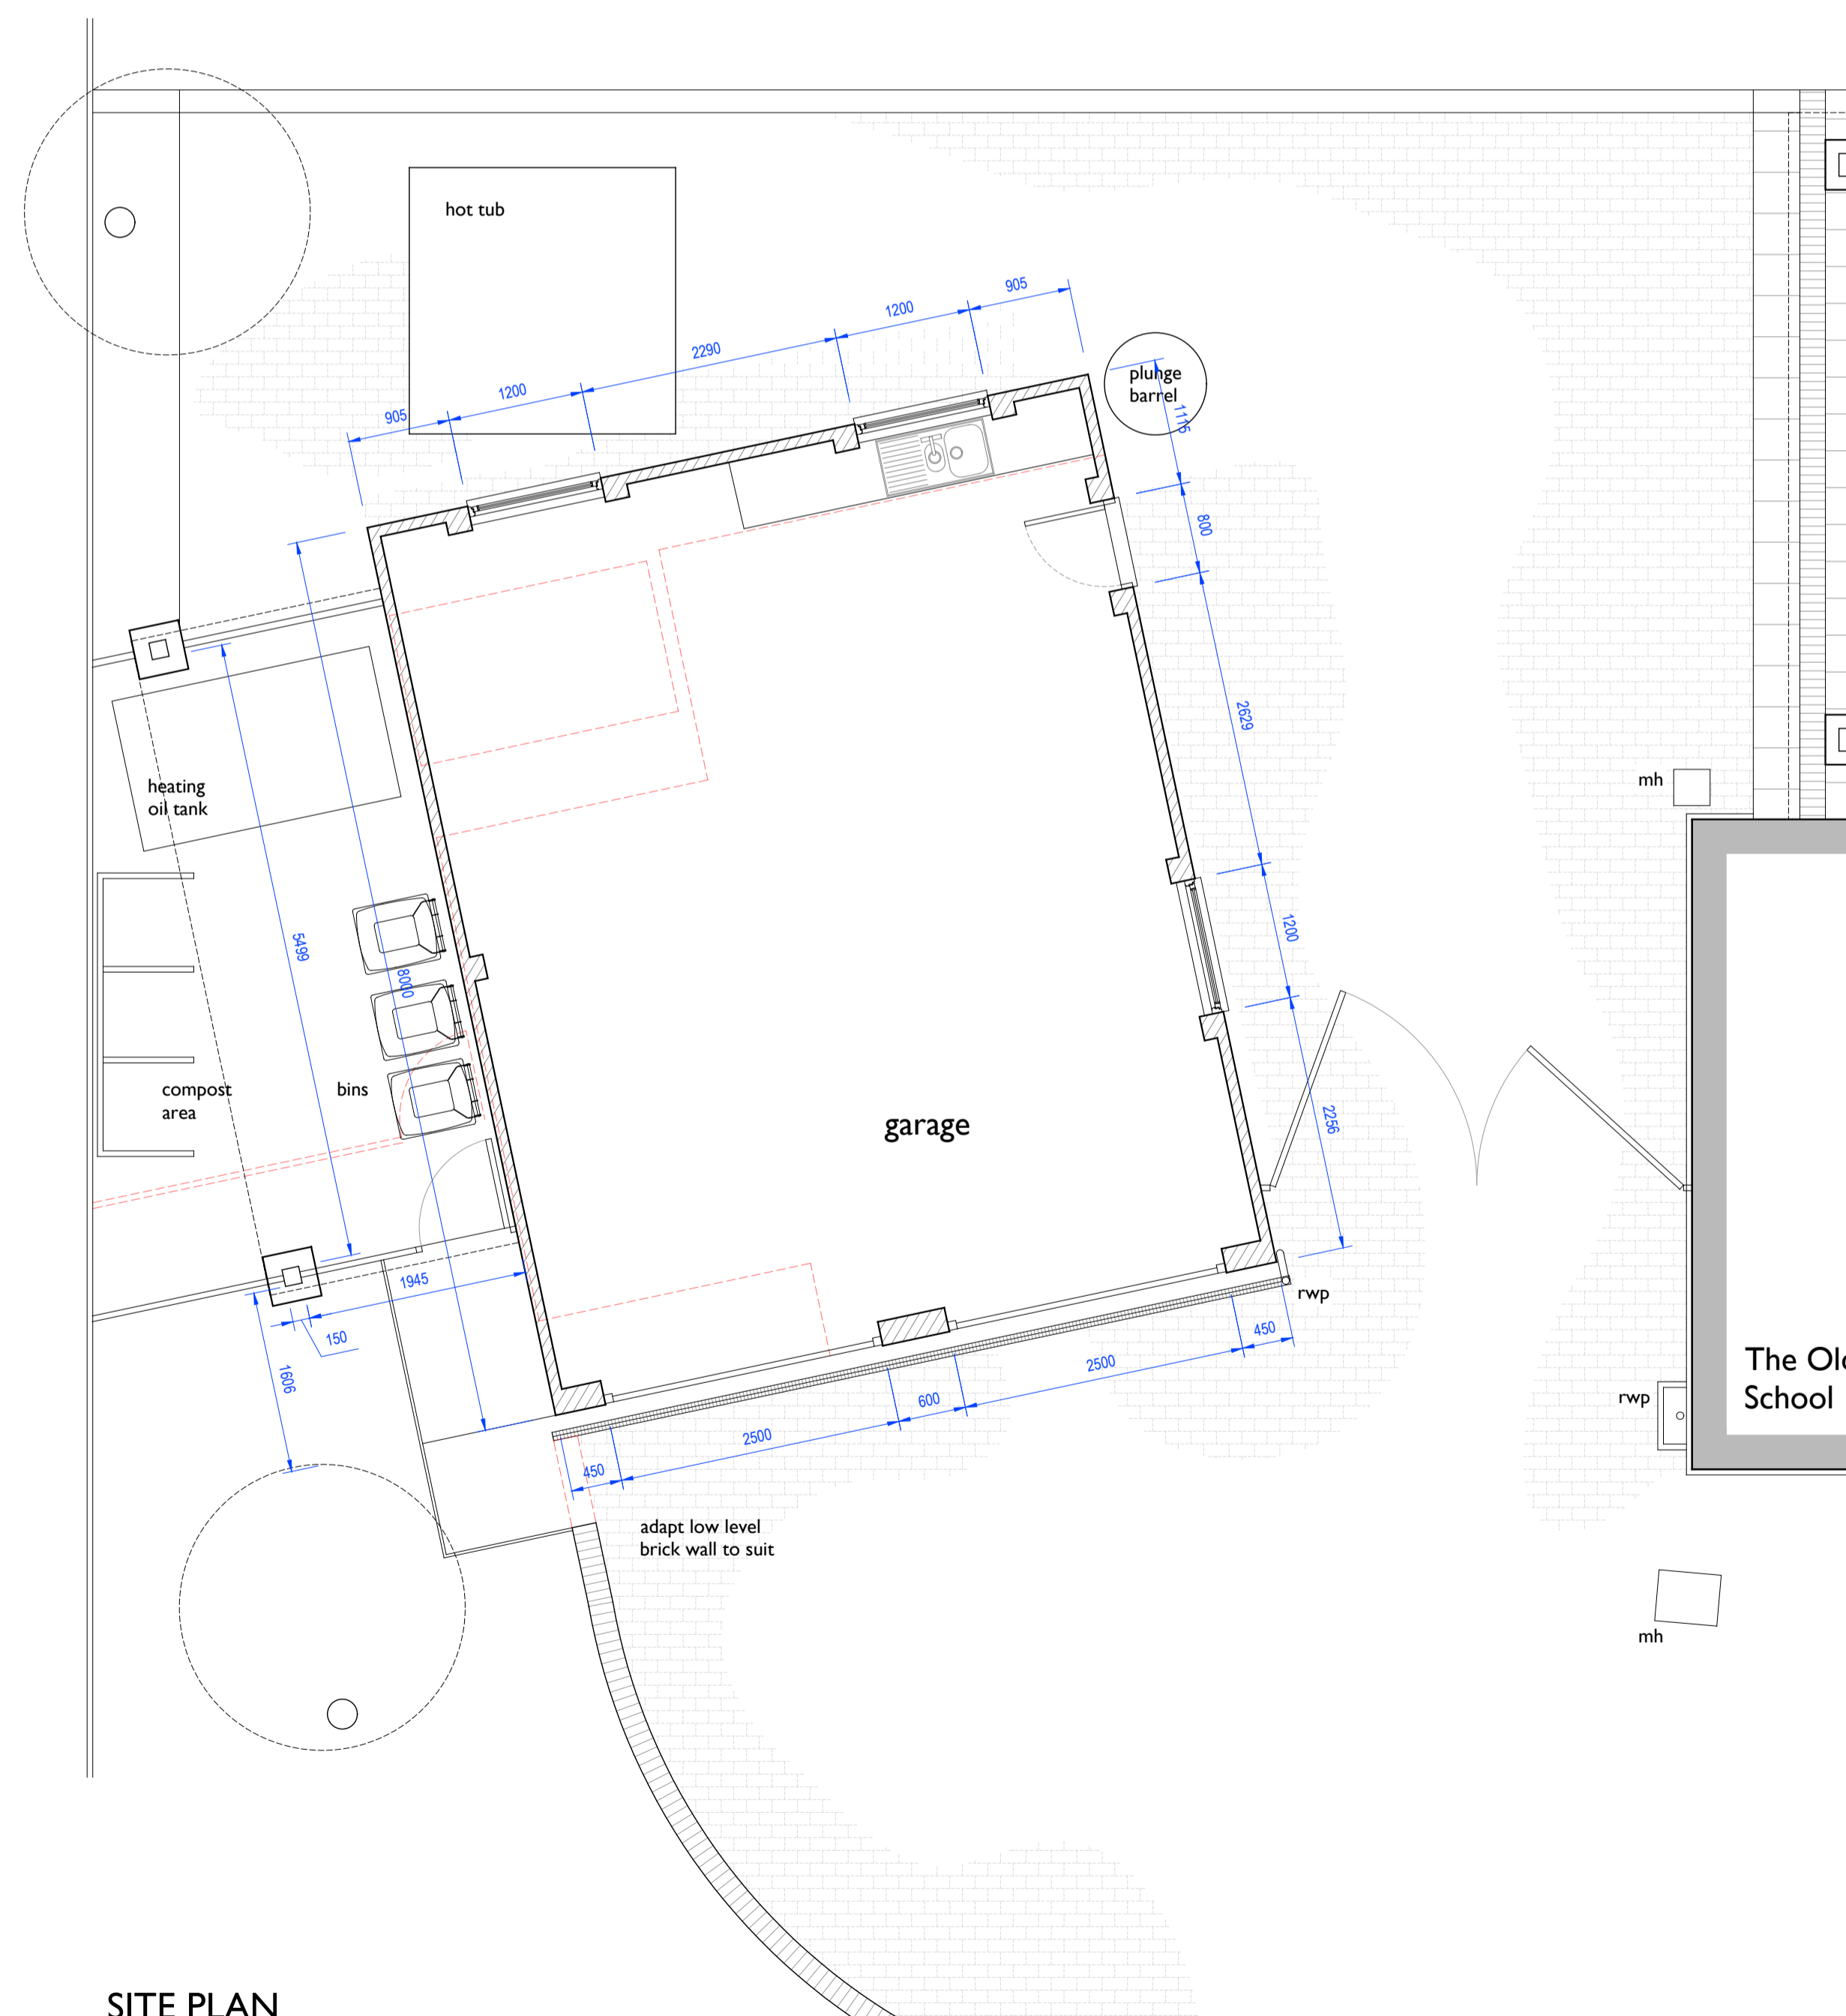 hot tub
905
1200
2290
1200
905
plunge
barrel
1115
800
2629
1200
2256
mh
heating
oil tank
5499
8000
compost
area
bins
garage
1945
150
1606
rwp
450
2500
600
2500
450
adapt low level
brick wall to suit
The Old
School
rwp
mh
SITE PLAN